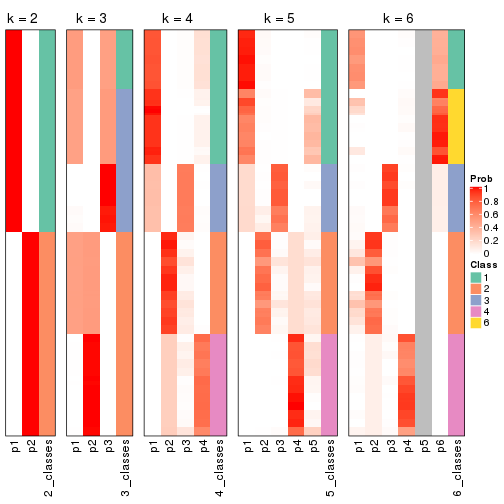 k = 2
k = 3
k = 4
k = 5
k = 6
Prob
1
0.8
0.6
0.4
0.2
0
Class
1
2
3
4
6
p1
p2
2_classes
p1
p2
p3
3_classes
p1
p2
p3
p4
4_classes
p1
p2
p3
p4
p5
5_classes
p1
p2
p3
p4
p5
p6
6_classes